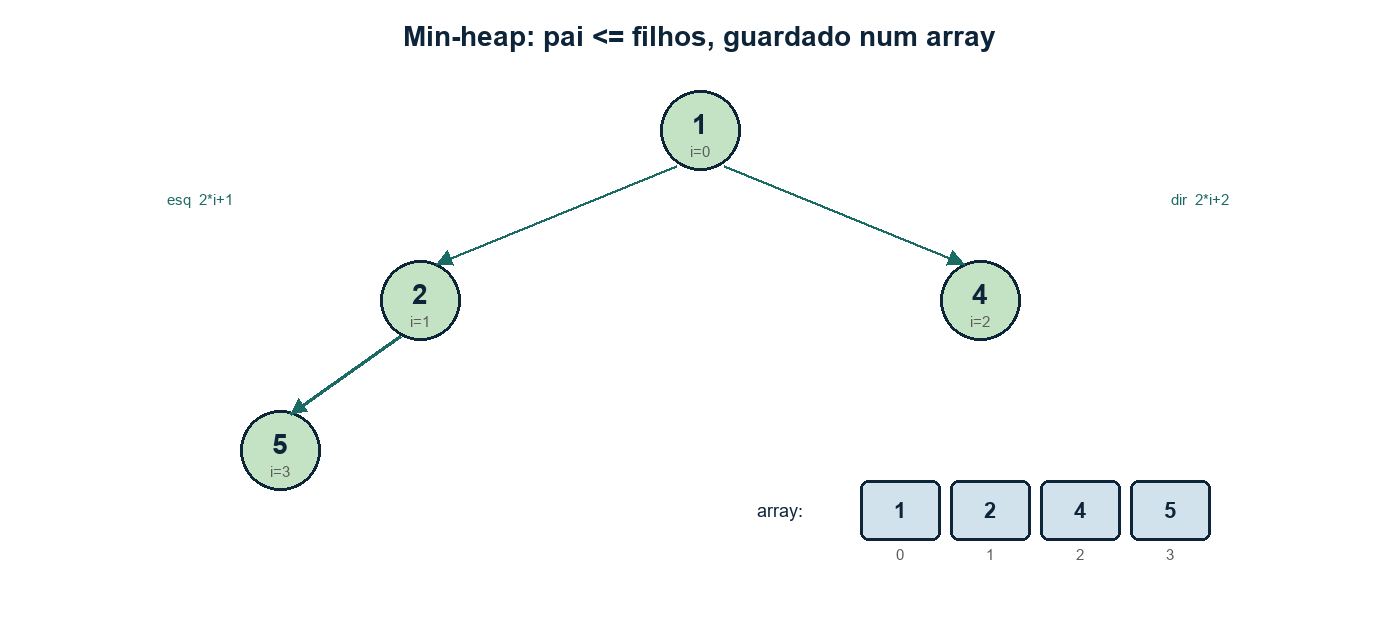 Min-heap: pai <= filhos, guardado num array
1
i=0
esq  2*i+1
dir  2*i+2
2
i=1
4
i=2
5
i=3
array:
1 2 4 5
0 1 2 3